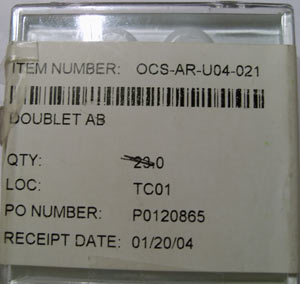 ITEM NUMBER: OCS-AR-U04-021
DOUBLET AB
QTY: 23.0
LOC: TC01
PO NUMBER: P0120865
RECEIPT DATE: 01/20/04